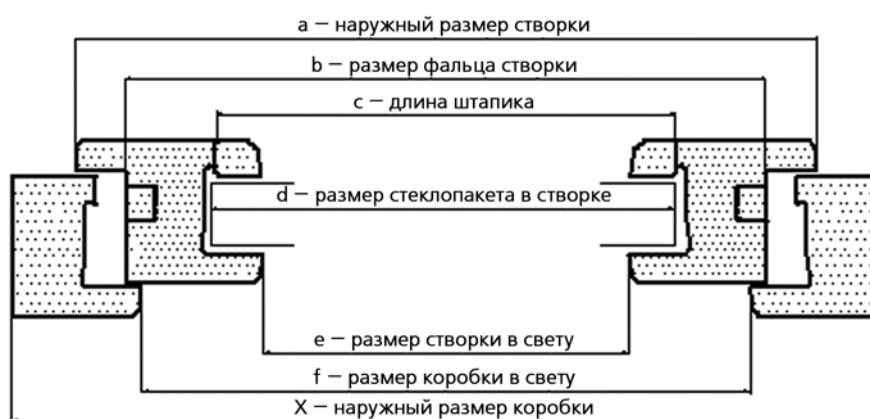 a — наружный размер створки
b — размер фальца створки
c — длина штапика
d — размер стеклопакета в створке
e — размер створки в свету
f — размер коробки в свету
X — наружный размер коробки